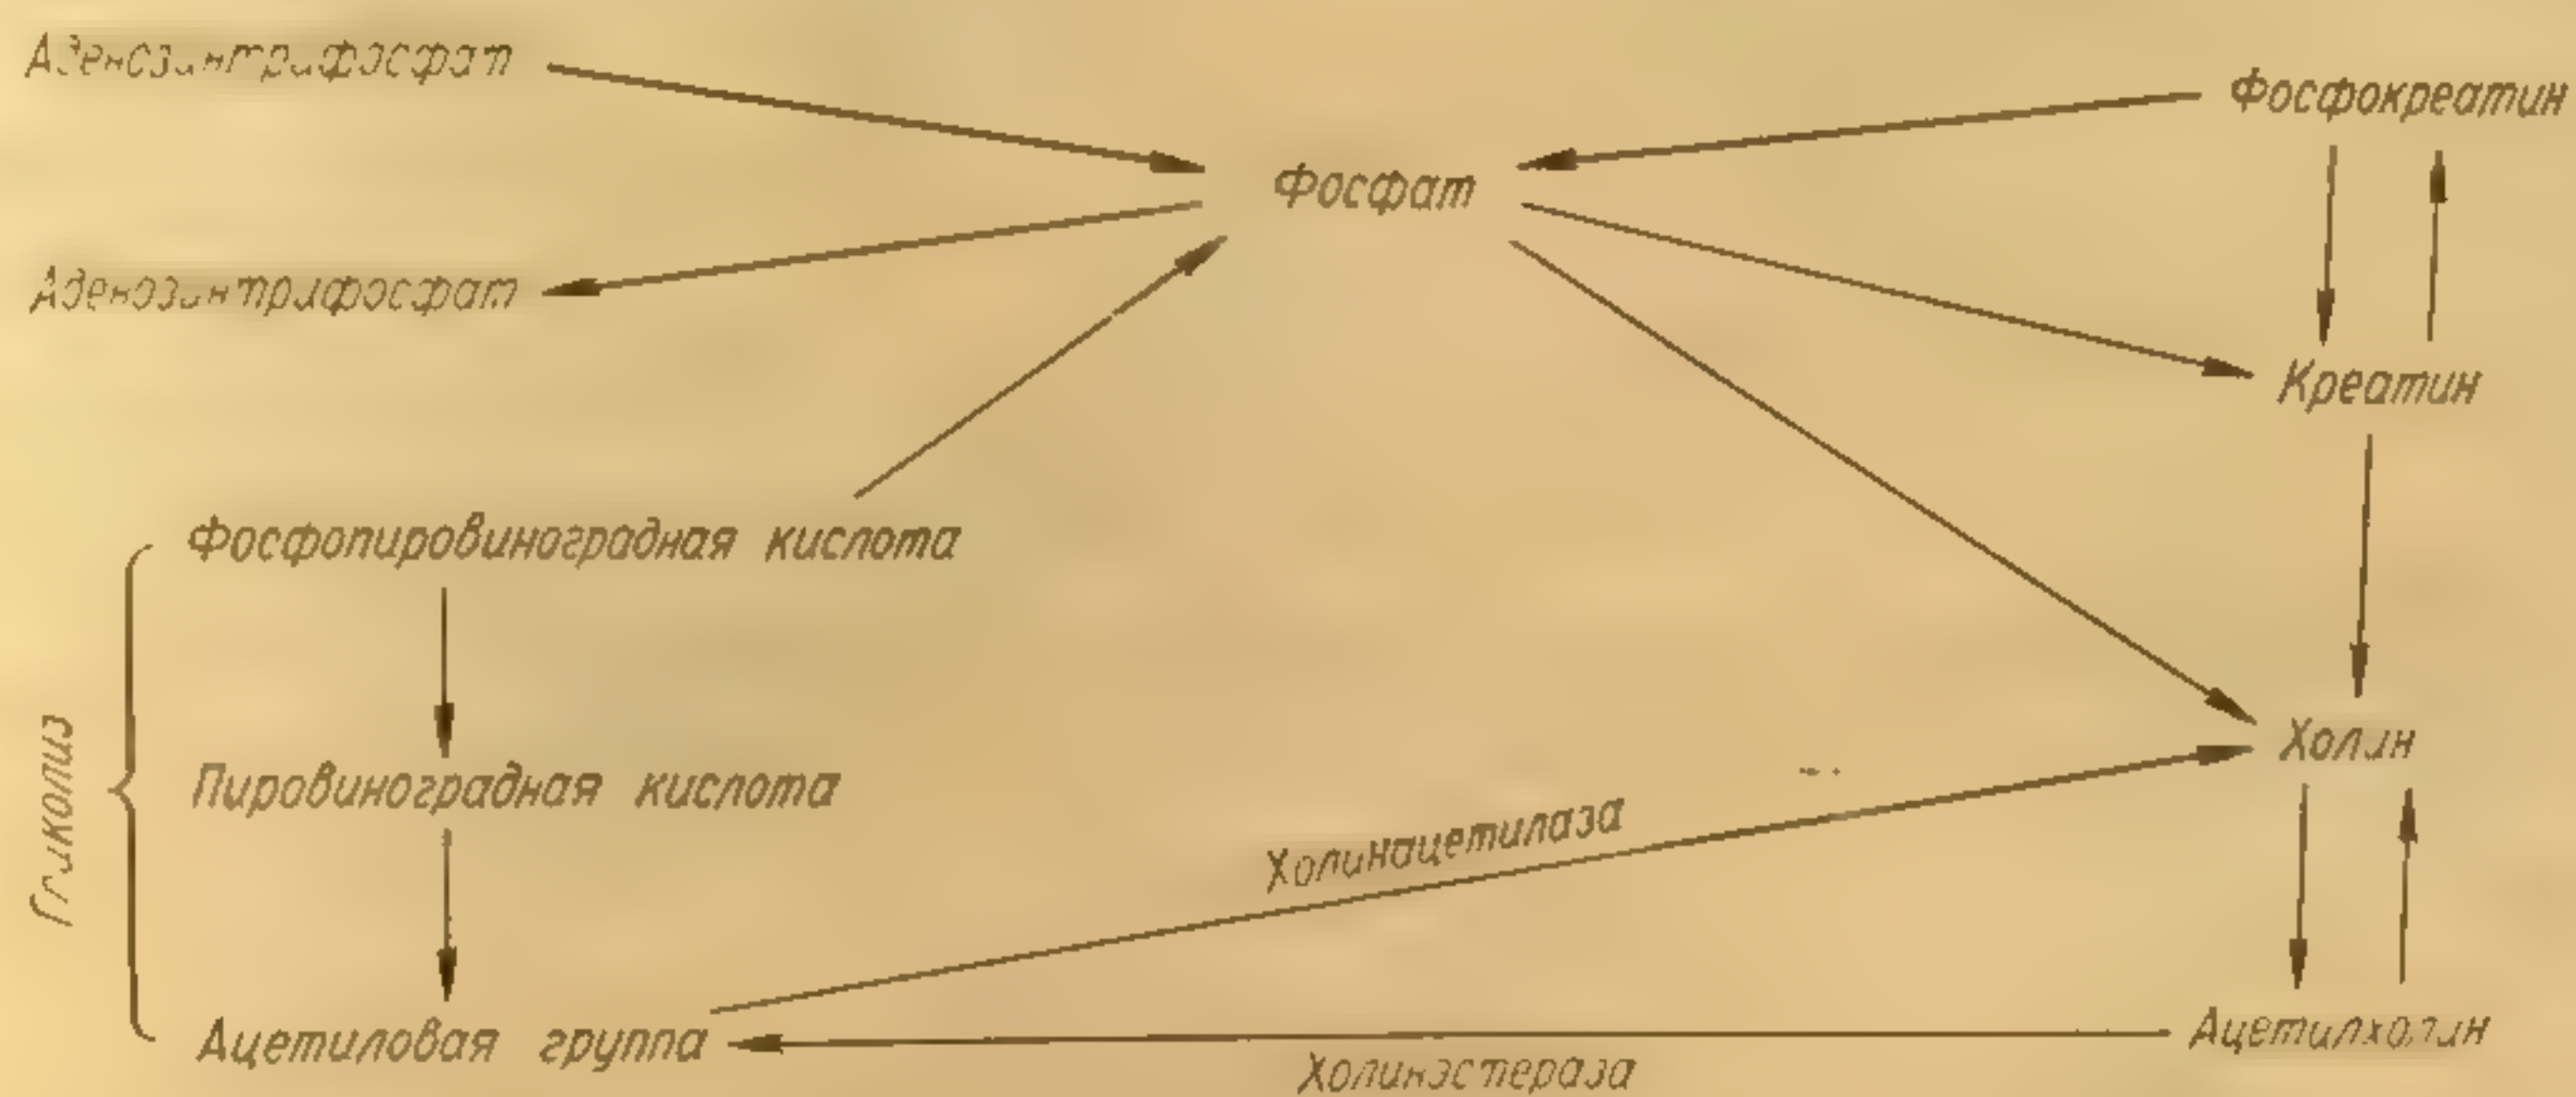 Аденозинтрифосфат
Фосфокреатин
Фосфат
Аденозинтрифосфат
Креатин
Фосфопировиноградная кислота
Гликолиз
Пировиноградная кислота
Холин
Холинацетилаза
Ацетиловая группа
Ацетилхолин
Холинэстераза